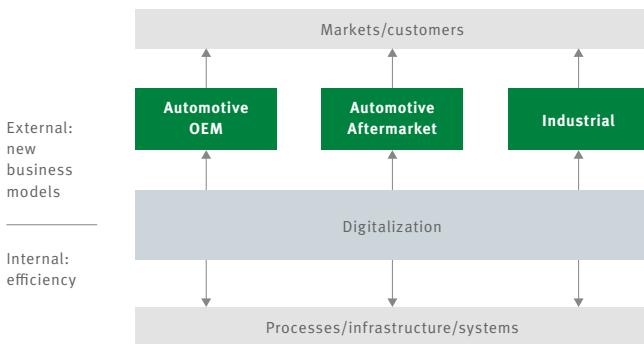 Markets/customers
External:
new
business
models
Automotive
OEM
Automotive
Aftermarket
Industrial
Digitalization
Internal:
efficiency
Processes/infrastructure/systems